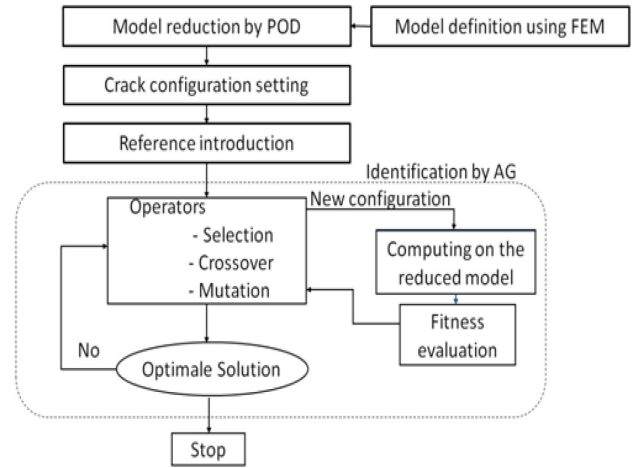 Model reduction by POD
Model definition using FEM
Crack configuration setting
Reference introduction
Identification by AG
Operators
- Selection
- Crossover
- Mutation
New configuration
Computing on the
reduced model
Fitness
evaluation
No
Optimale Solution
Stop